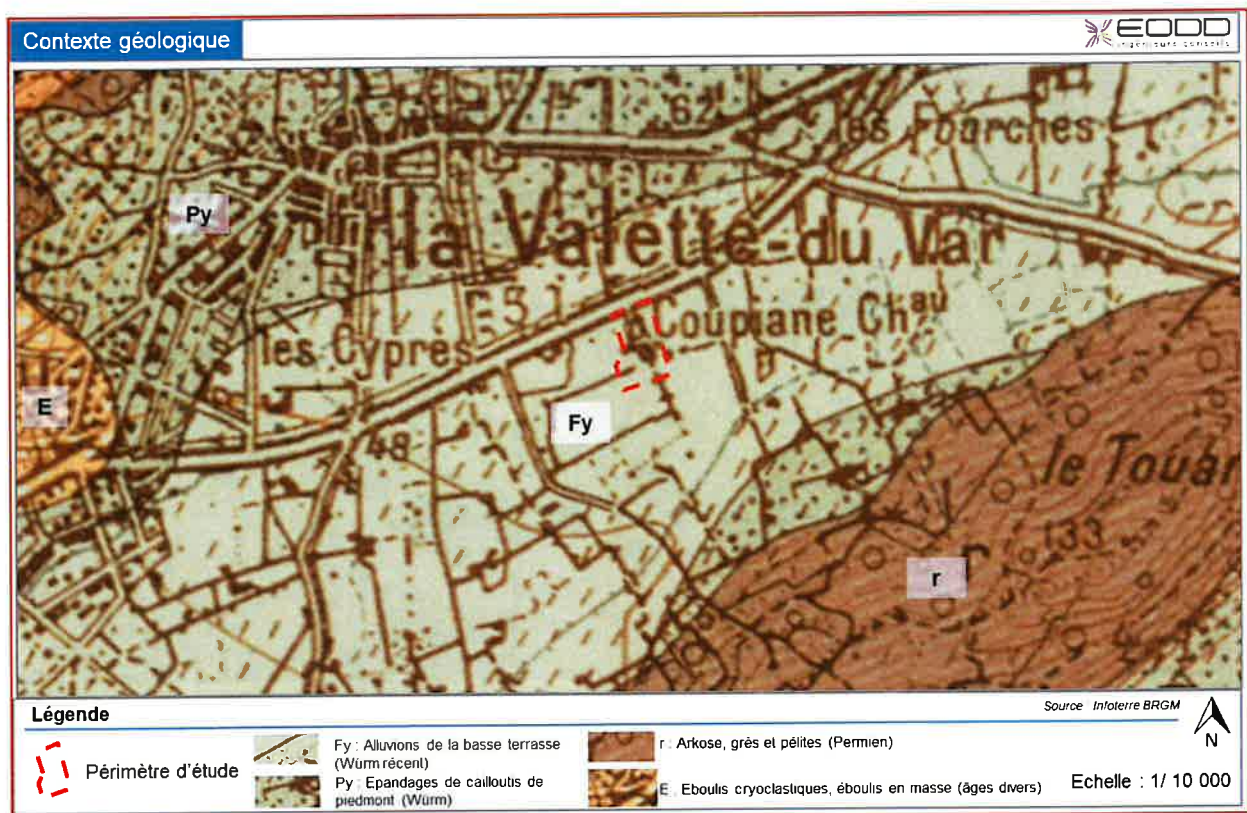 Contexte géologique
EODD
ingénieurs conseils
62
les Fourches
Py
la Valette-du Var
51
Coupiane Chau
les Cyprès
E
Fy
48
le Touar
133
r
r
Légende
Source Infoterre BRGM
Périmètre d'étude
Fy : Alluvions de la basse terrasse
(Würm récent)
Py : Epandages de cailloutis de
piedmont (Würm)
r : Arkose, grès et pélites (Permien)
E : Eboulis cryoclastiques, éboulis en masse (âges divers)
N
Echelle : 1/ 10 000